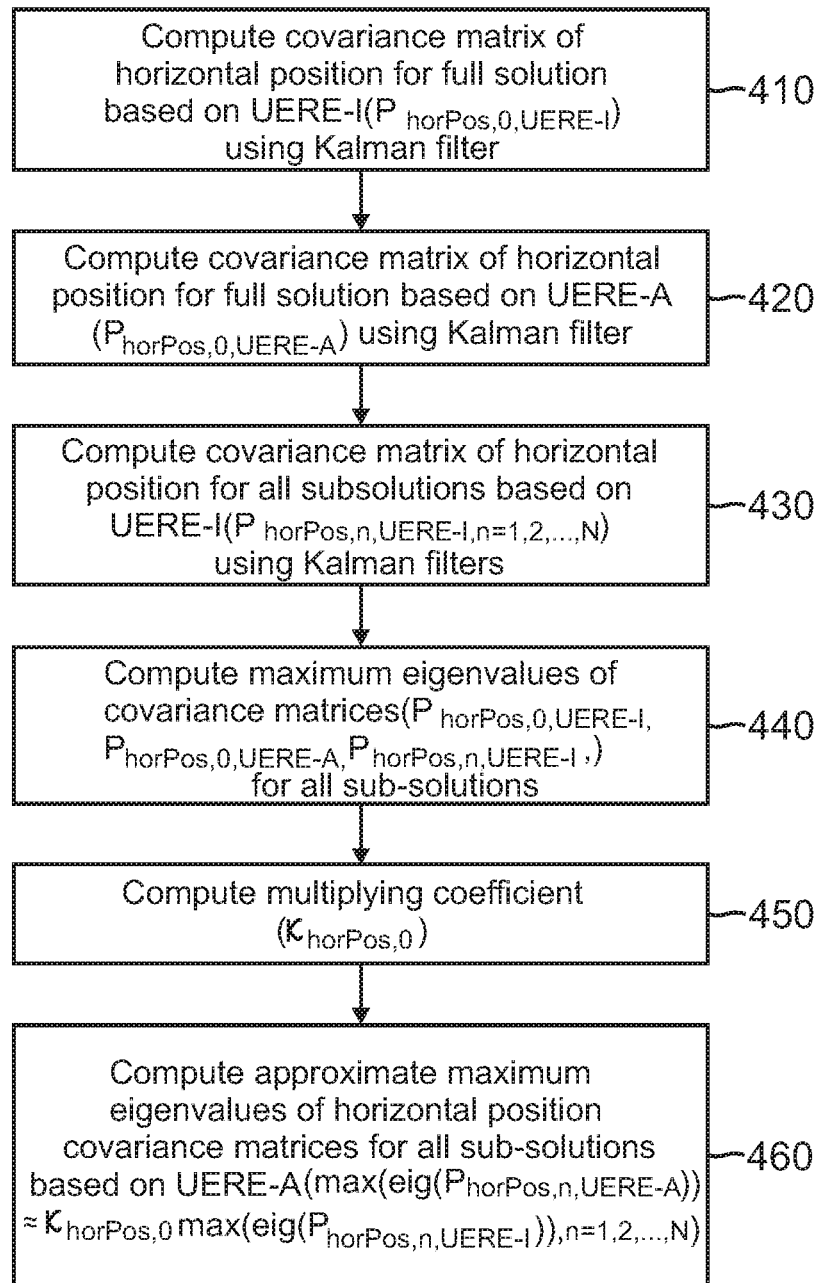 Compute covariance matrix of
horizontal position for full solution
based on UERE-I(P horPos,0,UERE-I)
using Kalman filter
410
Compute covariance matrix of horizontal
position for full solution based on UERE-A
(PhorPos,0,UERE-A) using Kalman filter
420
Compute covariance matrix of horizontal
position for all subsolutions based on
UERE-I(P horPos,n,UERE-I,n=1,2,...,N)
using Kalman filters
430
Compute maximum eigenvalues of
covariance matrices(P horPos,0,UERE-I,
PhorPos,0,UERE-A,PhorPos,n,UERE-I,)
for all sub-solutions
440
Compute multiplying coefficient
(κhorPos,0)
450
Compute approximate maximum
eigenvalues of horizontal position
covariance matrices for all sub-solutions
based on UERE-A(max(eig(PhorPos,n,UERE-A))
≈κhorPos,0 max(eig(PhorPos,n,UERE-I)),n=1,2,...,N)
460